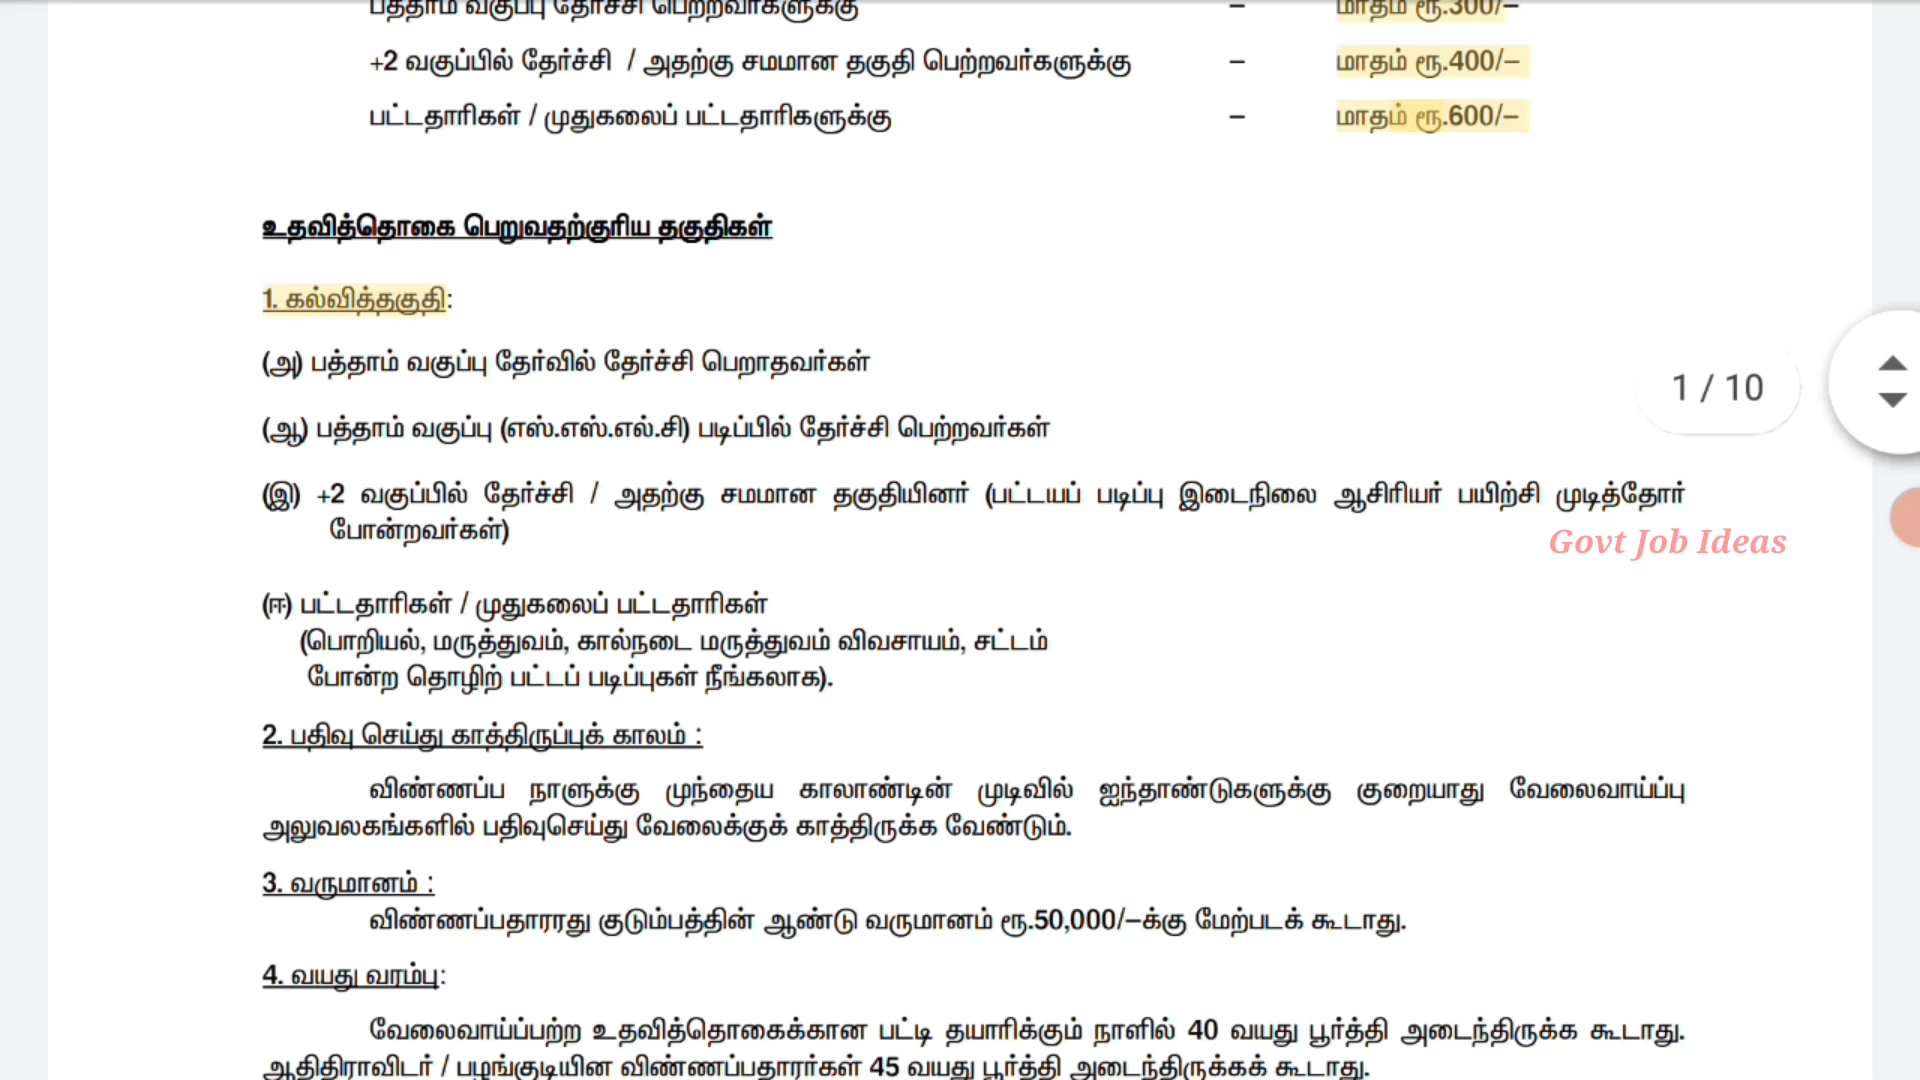 பத்தாம் வகுப்பு தேர்ச்சி பெற்றவர்களுக்கு – மாதம் ரூ.300/–
+2 வகுப்பில் தேர்ச்சி / அதற்கு சமமான தகுதி பெற்றவர்களுக்கு – மாதம் ரூ.400/–
பட்டதாரிகள் / முதுகலைப் பட்டதாரிகளுக்கு – மாதம் ரூ.600/–
உதவித்தொகை பெறுவதற்குரிய தகுதிகள்
1. கல்வித்தகுதி:
(அ) பத்தாம் வகுப்பு தேர்வில் தேர்ச்சி பெறாதவர்கள்
1 / 10
(ஆ) பத்தாம் வகுப்பு (எஸ்.எஸ்.எல்.சி) படிப்பில் தேர்ச்சி பெற்றவர்கள்
(இ) +2 வகுப்பில் தேர்ச்சி / அதற்கு சமமான தகுதியினர் (பட்டயப் படிப்பு இடைநிலை ஆசிரியர் பயிற்சி முடித்தோர்
போன்றவர்கள்)
Govt Job Ideas
(ஈ) பட்டதாரிகள் / முதுகலைப் பட்டதாரிகள்
(பொறியல், மருத்துவம், கால்நடை மருத்துவம் விவசாயம், சட்டம்
போன்ற தொழிற் பட்டப் படிப்புகள் நீங்கலாக).
2. பதிவு செய்து காத்திருப்புக் காலம் :
விண்ணப்ப நாளுக்கு முந்தைய காலாண்டின் முடிவில் ஐந்தாண்டுகளுக்கு குறையாது வேலைவாய்ப்பு
அலுவலகங்களில் பதிவுசெய்து வேலைக்குக் காத்திருக்க வேண்டும்.
3. வருமானம் :
விண்ணப்பதாரரது குடும்பத்தின் ஆண்டு வருமானம் ரூ.50,000/–க்கு மேற்படக் கூடாது.
4. வயது வரம்பு:
வேலைவாய்ப்பற்ற உதவித்தொகைக்கான பட்டி தயாரிக்கும் நாளில் 40 வயது பூர்த்தி அடைந்திருக்க கூடாது.
ஆதிதிராவிடர் / பழங்குடியின விண்ணப்பதாரர்கள் 45 வயது பூர்த்தி அடைந்திருக்கக் கூடாது.